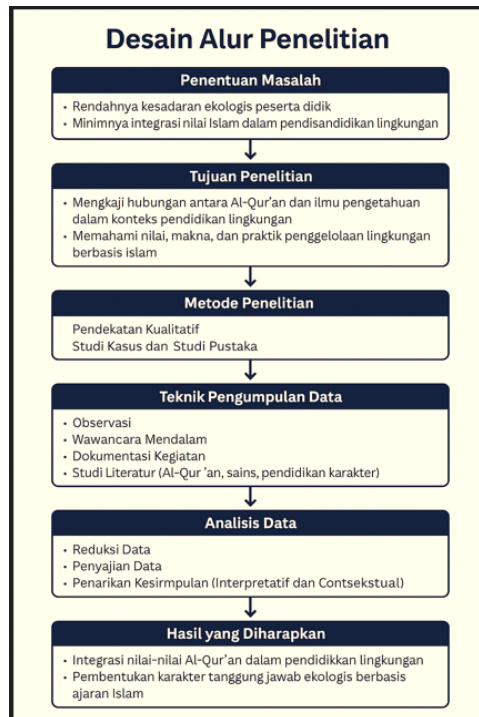 Desain Alur Penelitian
Penentuan Masalah
• Rendahnya kesadaran ekologis peserta didik
• Minimnya integrasi nilai Islam dalam pendisandidikan lingkungan
Tujuan Penelitian
• Mengkaji hubungan antara Al-Qur'an dan ilmu pengetahuan
dalam konteks pendidikan lingkungan
• Memahami nilai, makna, dan praktik penggelolaan lingkungan
berbasis islam
Metode Penelitian
Pendekatan Kualitatif
Studi Kasus dan Studi Pustaka
Teknik Pengumpulan Data
• Observasi
• Wawancara Mendalam
• Dokumentasi Kegiatan
• Studi Literatur (Al-Qur 'an, sains, pendidikan karakter)
Analisis Data
• Reduksi Data
• Penyajian Data
• Penarikan Kesirmpulan (Interpretatif dan Contsekstual)
Hasil yang Diharapkan
• Integrasi nilai-nilai Al-Qur'an dalam pendidikkan lingkungan
• Pembentukan karakter tanggung jawab ekologis berbasis
ajaran Islam